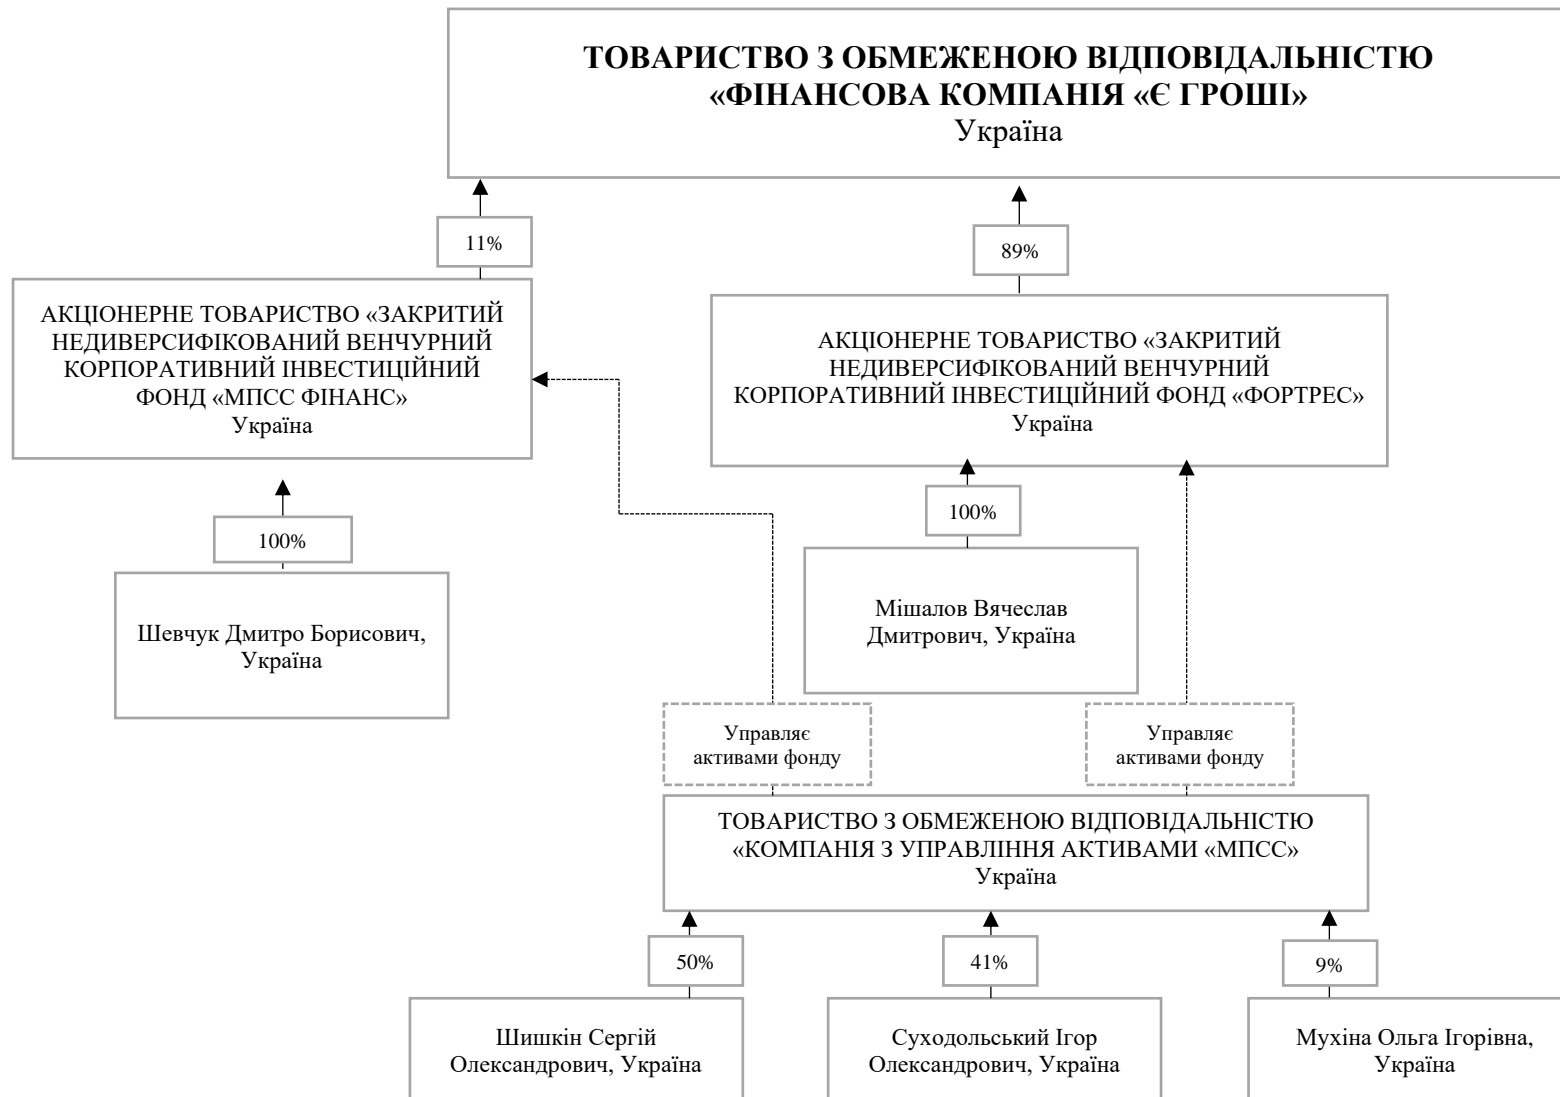 ТОВАРИСТВО З ОБМЕЖЕНОЮ ВІДПОВІДАЛЬНІСТЮ
«ФІНАНСОВА КОМПАНІЯ «Є ГРОШІ»
Україна
11%
89%
АКЦІОНЕРНЕ ТОВАРИСТВО «ЗАКРИТИЙ
НЕДИВЕРСИФІКОВАНИЙ ВЕНЧУРНИЙ
КОРПОРАТИВНИЙ ІНВЕСТИЦІЙНИЙ
ФОНД «МПСС ФІНАНС»
Україна
АКЦІОНЕРНЕ ТОВАРИСТВО «ЗАКРИТИЙ
НЕДИВЕРСИФІКОВАНИЙ ВЕНЧУРНИЙ
КОРПОРАТИВНИЙ ІНВЕСТИЦІЙНИЙ ФОНД «ФОРТРЕС»
Україна
100%
100%
Шевчук Дмитро Борисович,
Україна
Мішалов Вячеслав
Дмитрович, Україна
Управляє
активами фонду
Управляє
активами фонду
ТОВАРИСТВО З ОБМЕЖЕНОЮ ВІДПОВІДАЛЬНІСТЮ
«КОМПАНІЯ З УПРАВЛІННЯ АКТИВАМИ «МПСС»
Україна
50%
41%
9%
Шишкін Сергій
Олександрович, Україна
Суходольський Ігор
Олександрович, Україна
Мухіна Ольга Ігорівна,
Україна